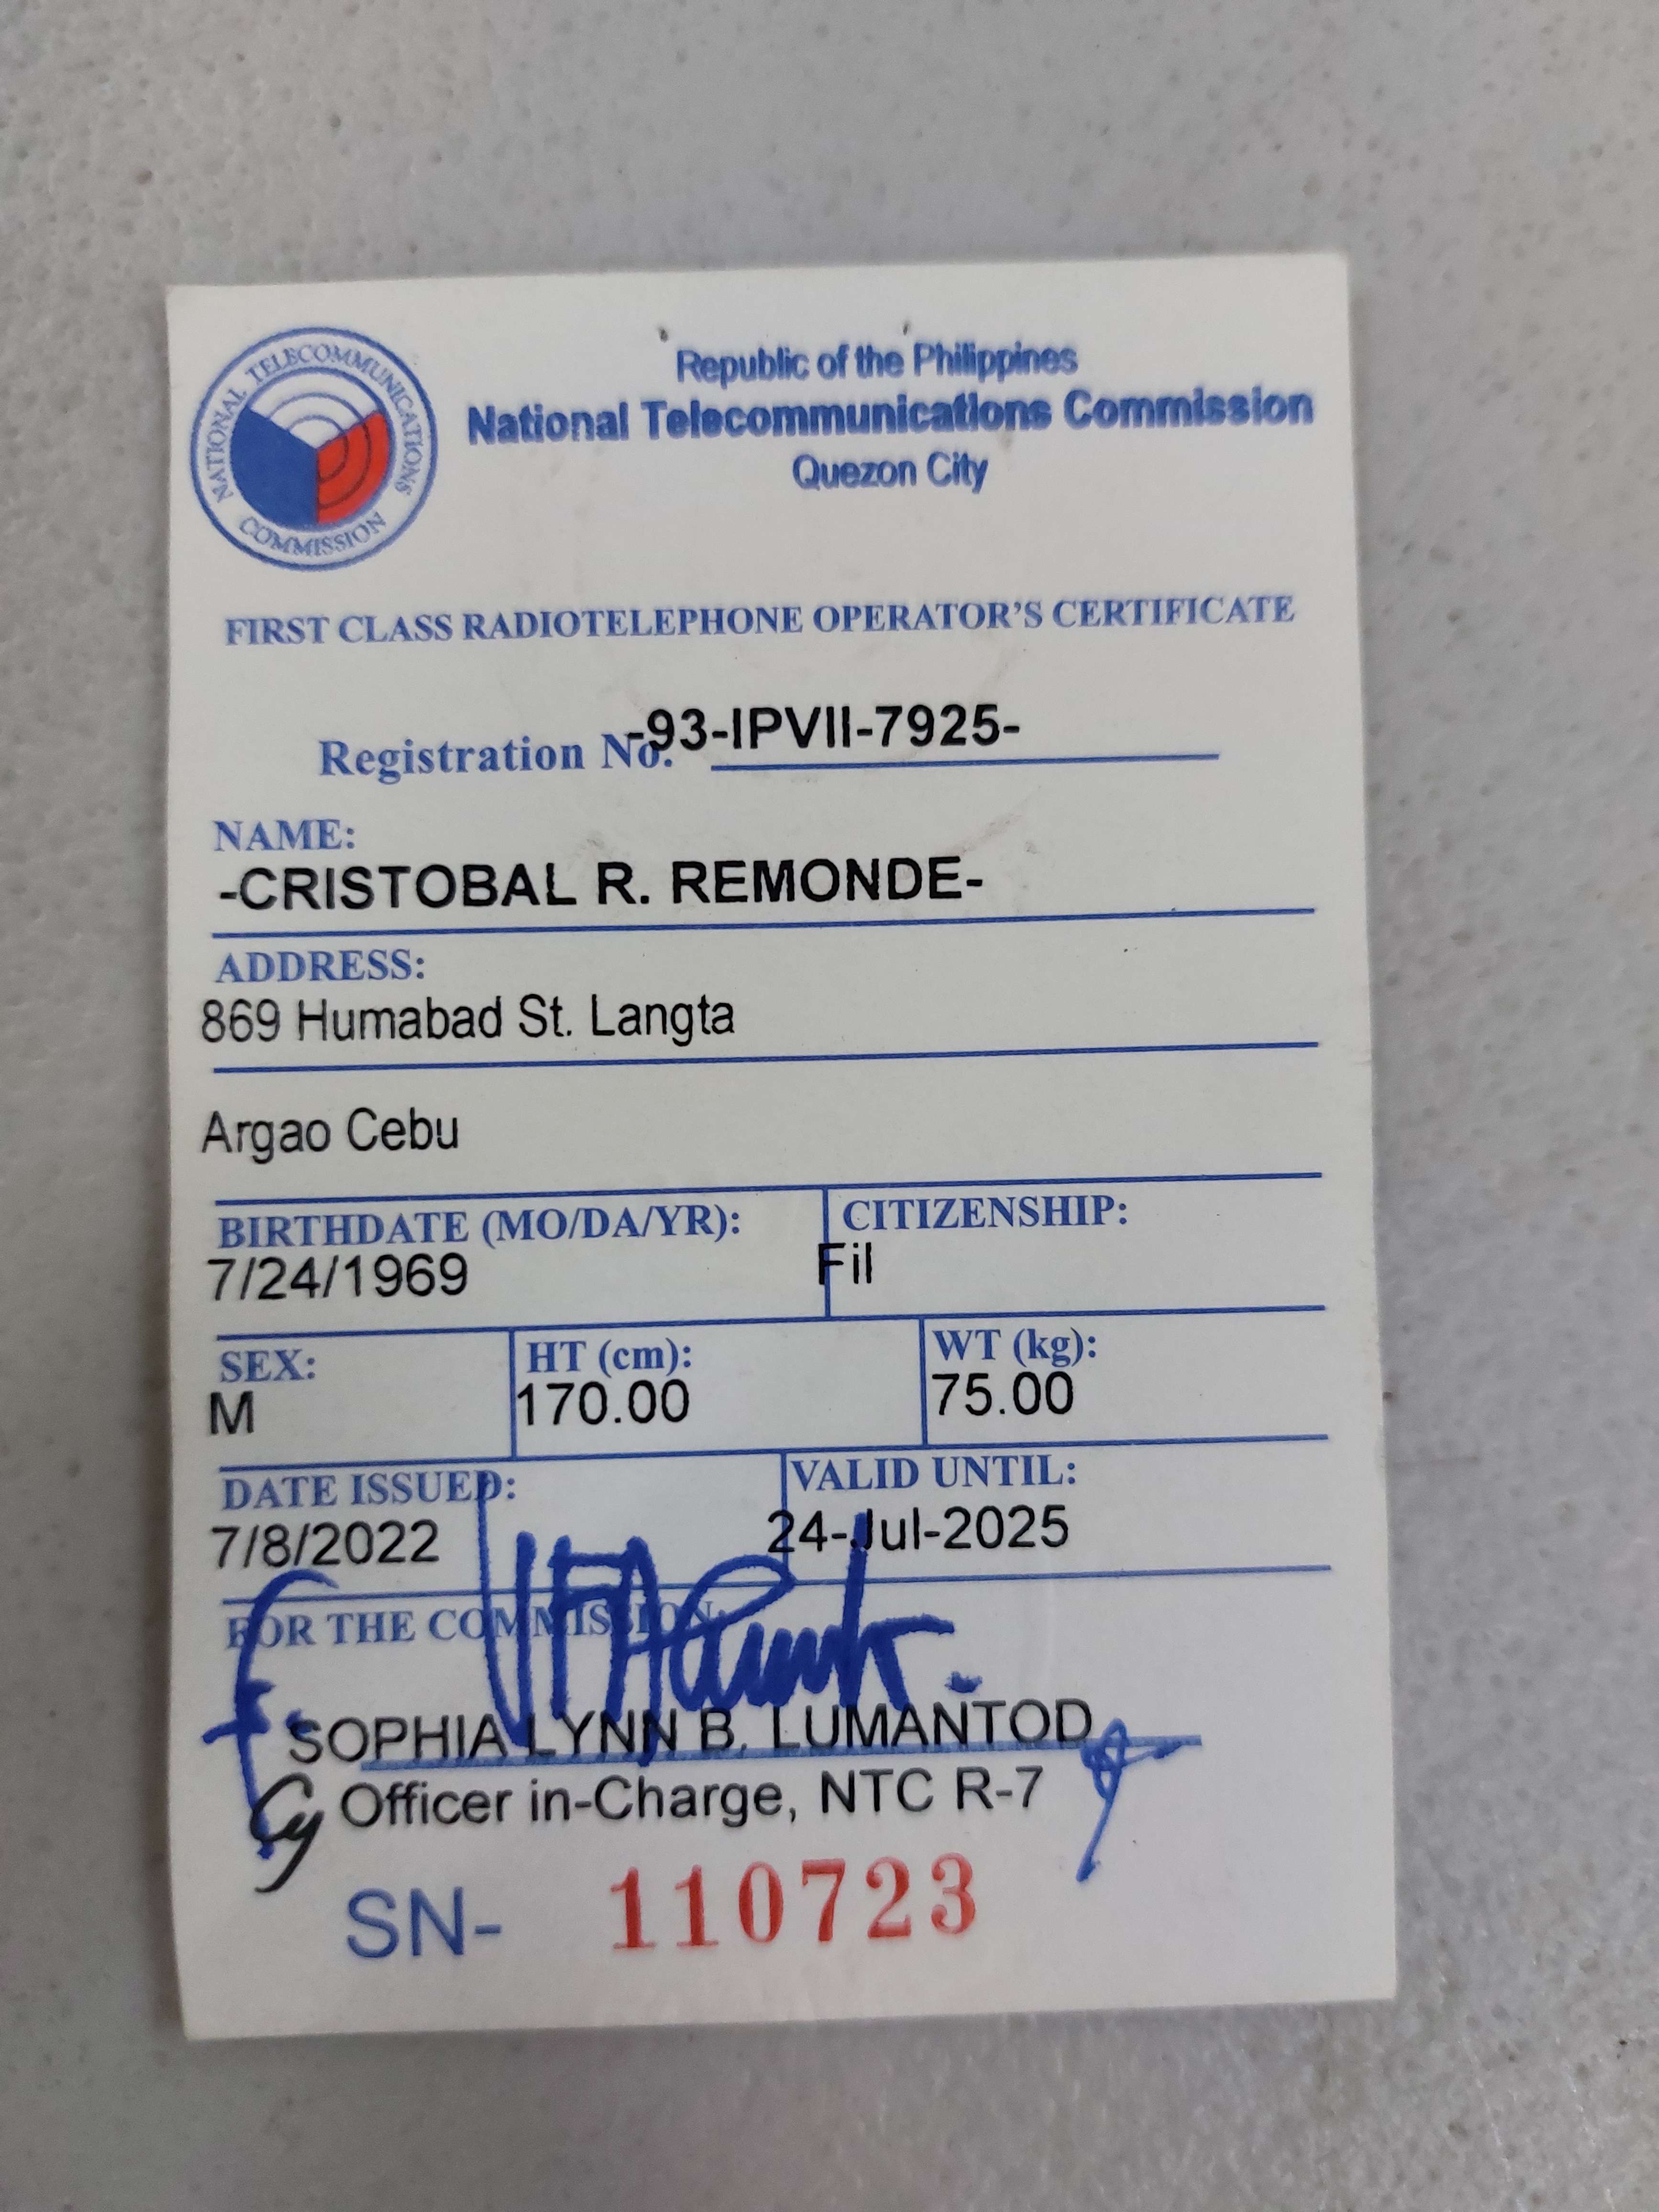 NATIONAL TELECOMMUNICATIONS COMMISSION
Republic of the Philippines
National Telecommunications Commission
Quezon City
FIRST CLASS RADIOTELEPHONE OPERATOR'S CERTIFICATE
Registration No. -93-IPVII-7925-
NAME:
-CRISTOBAL R. REMONDE-
ADDRESS:
869 Humabad St. Langta
Argao Cebu
BIRTHDATE (MO/DA/YR): CITIZENSHIP:
7/24/1969 Fil
SEX: HT (cm): WT (kg):
M 170.00 75.00
DATE ISSUED: VALID UNTIL:
7/8/2022 24-Jul-2025
FOR THE COMMISSION:
SOPHIA LYNN B. LUMANTOD
Officer in-Charge, NTC R-7
SN- 110723